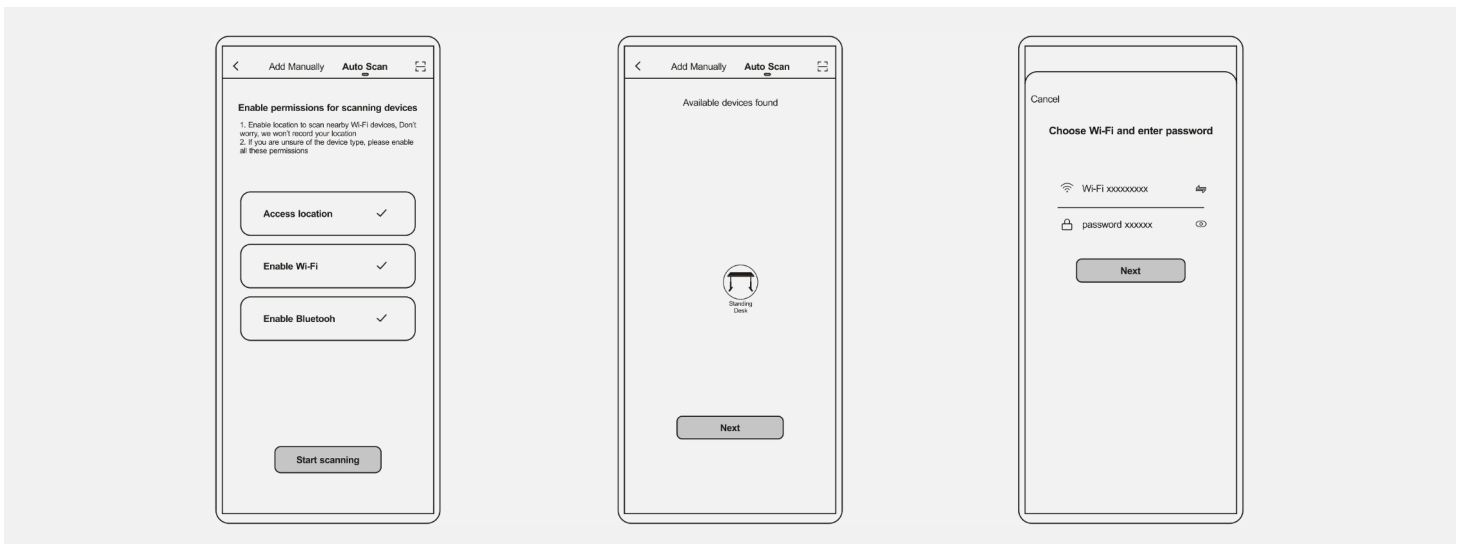 Add Manually Auto Scan
Enable permissions for scanning devices
1. Enable location to scan nearby Wi-Fi devices, Don't
worry, we won't record your location
2. If you are unsure of the device type, please enable
all these permissions
Access location
Enable Wi-Fi
Enable Bluetooh
Start scanning
Add Manually Auto Scan
Available devices found
Standing
Desk
Next
Cancel
Choose Wi-Fi and enter password
Wi-Fi xxxxxxxxx
password xxxxxx
Next